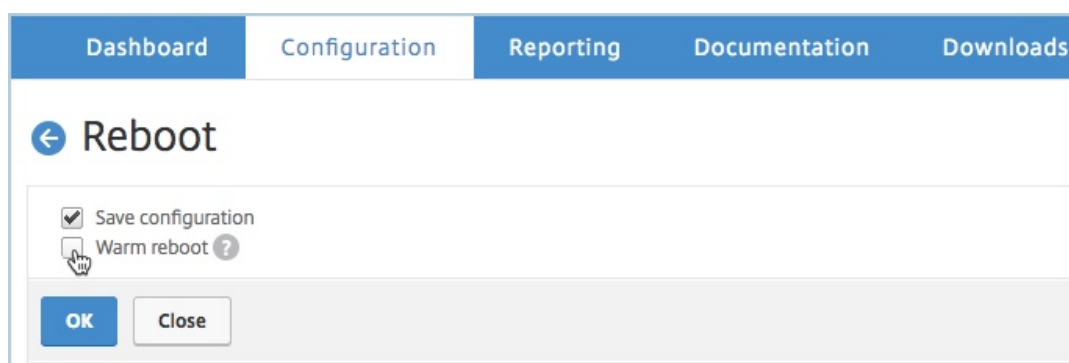 Dashboard Configuration Reporting Documentation Downloads
Reboot
Save configuration
Warm reboot ?
OK Close